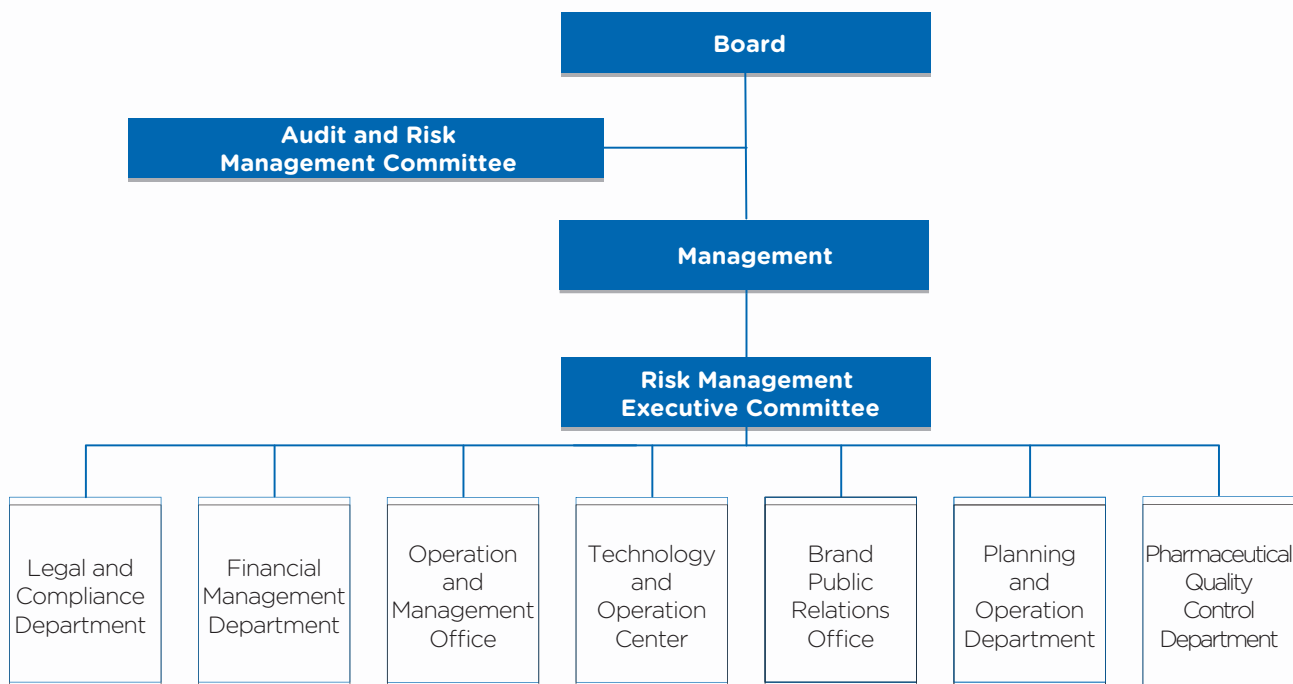 Board
Audit and Risk
Management Committee
Management
Risk Management
Executive Committee
Legal and
Compliance
Department
Financial
Management
Department
Operation
and
Management
Office
Technology
and
Operation
Center
Brand
Public
Relations
Office
Planning
and
Operation
Department
Pharmaceutical
Quality
Control
Department